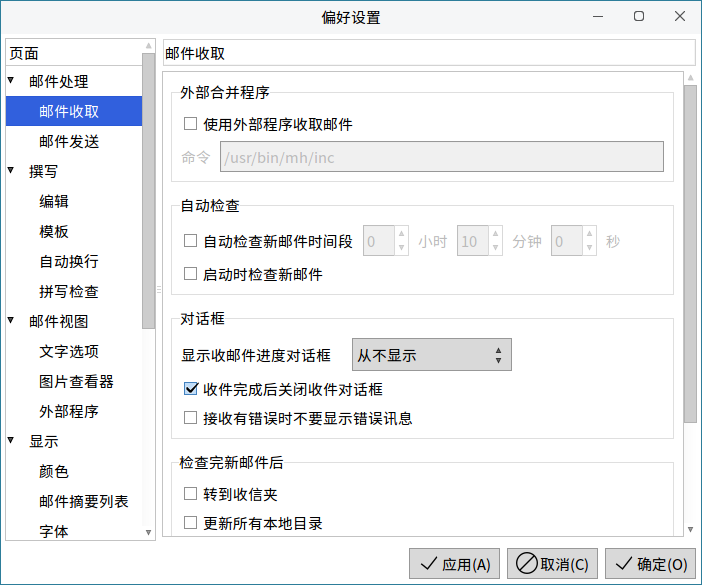 偏好设置
页面
邮件处理
邮件收取
邮件发送
撰写
编辑
模板
自动换行
拼写检查
邮件视图
文字选项
图片查看器
外部程序
显示
颜色
邮件摘要列表
字体
邮件收取
外部合并程序
使用外部程序收取邮件
命令 /usr/bin/mh/inc
自动检查
自动检查新邮件时间段 0 小时 10 分钟 0 秒
启动时检查新邮件
对话框
显示收邮件进度对话框 从不显示
收件完成后关闭收件对话框
接收有错误时不要显示错误讯息
检查完新邮件后
转到收信夹
更新所有本地目录
应用(A) 取消(C) 确定(O)